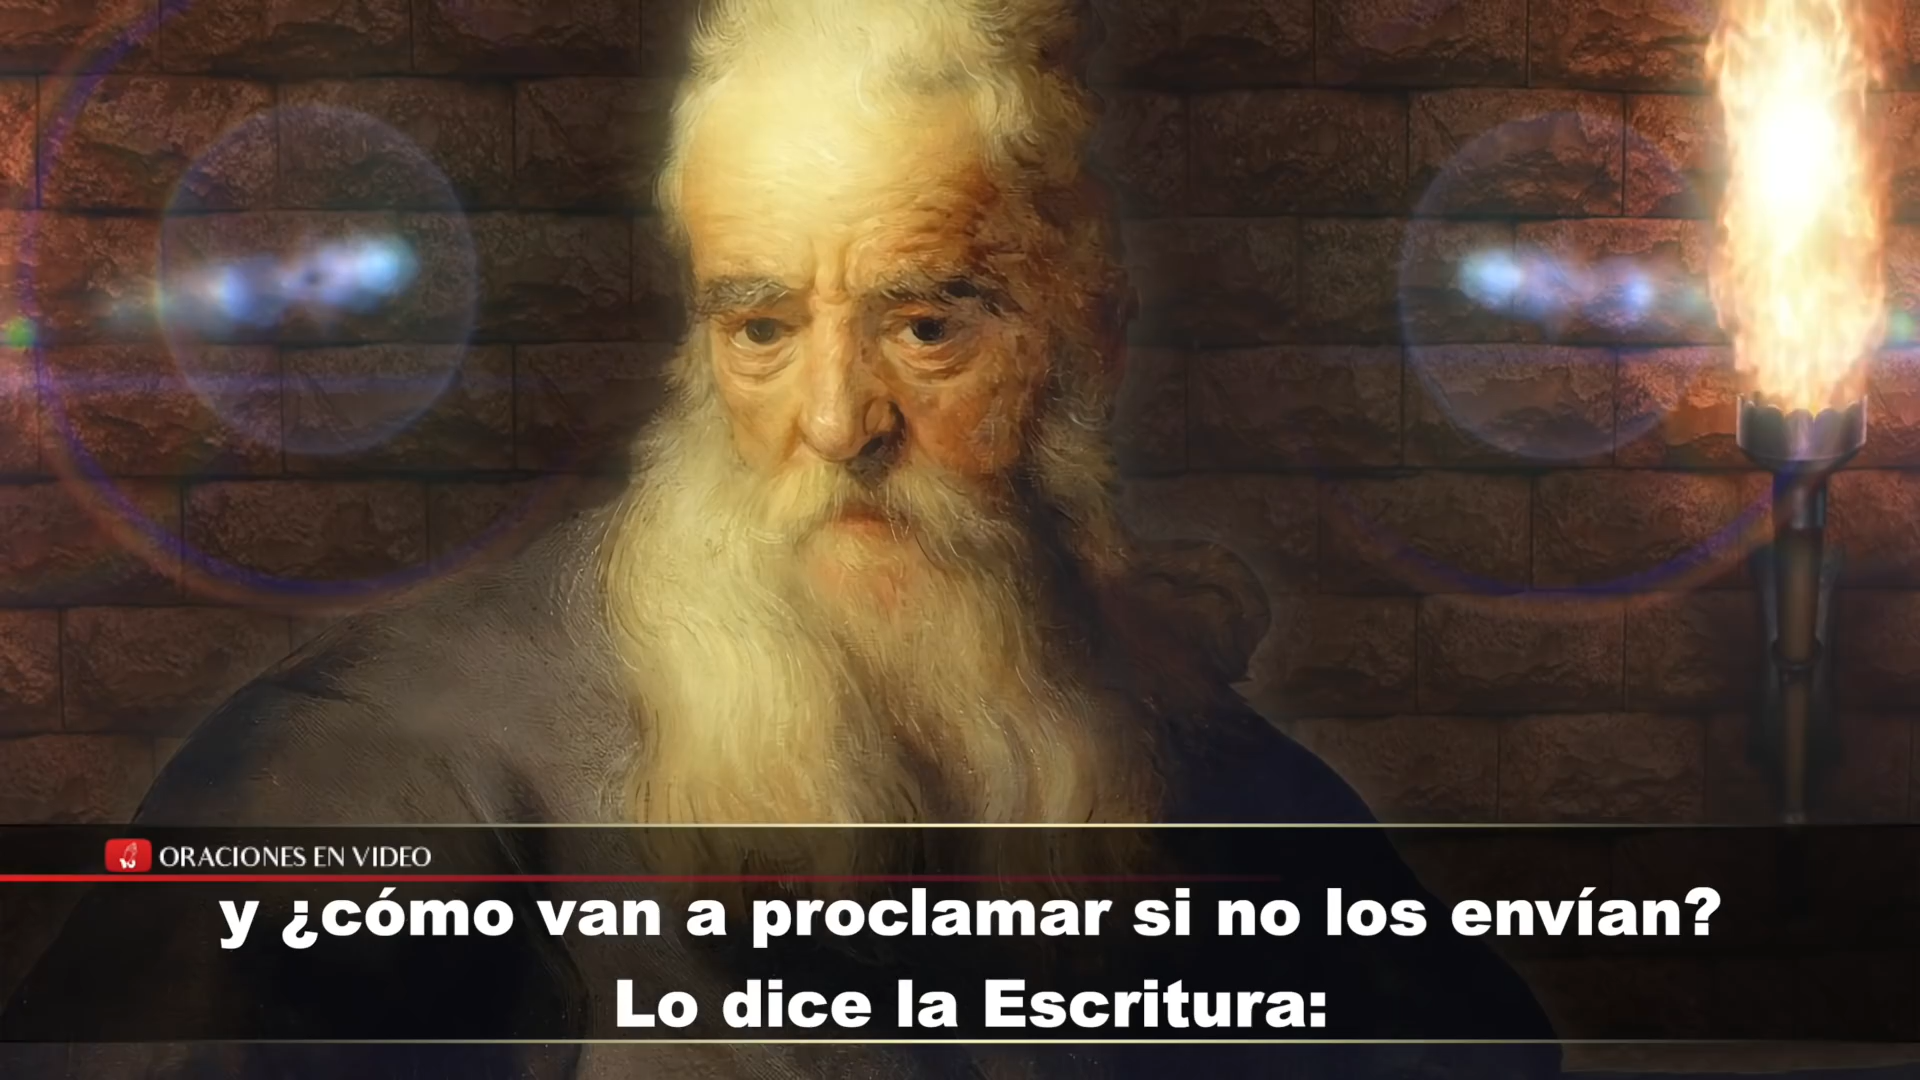 ORACIONES EN VIDEO
y ¿cómo van a proclamar si no los envían?
Lo dice la Escritura: